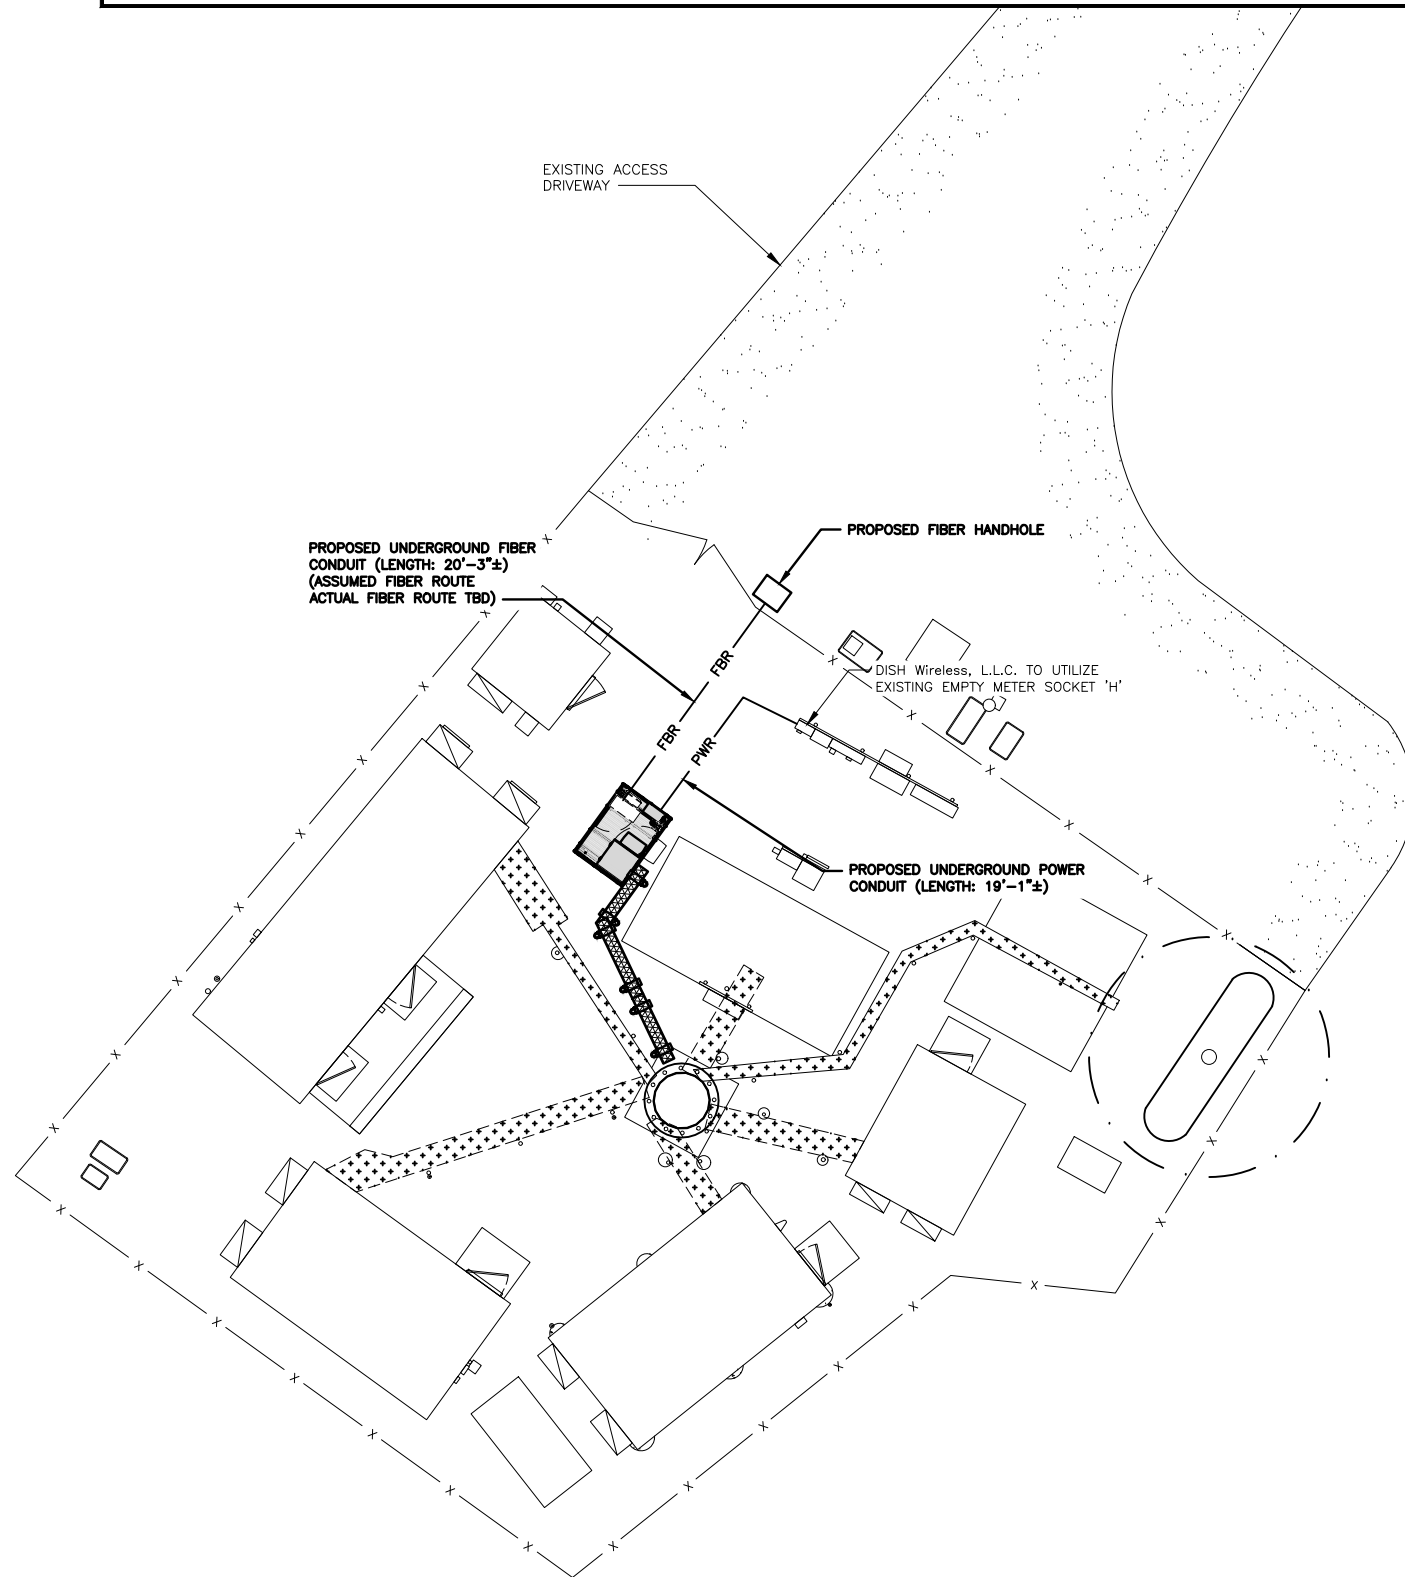 EXISTING ACCESS
DRIVEWAY
PROPOSED FIBER HANDHOLE
PROPOSED UNDERGROUND FIBER
CONDUIT (LENGTH: 20'-3"±)
(ASSUMED FIBER ROUTE
ACTUAL FIBER ROUTE TBD)
FBR
DISH Wireless, L.L.C. TO UTILIZE
EXISTING EMPTY METER SOCKET 'H'
FBR
PWR
PROPOSED UNDERGROUND POWER
CONDUIT (LENGTH: 19'-1"±)